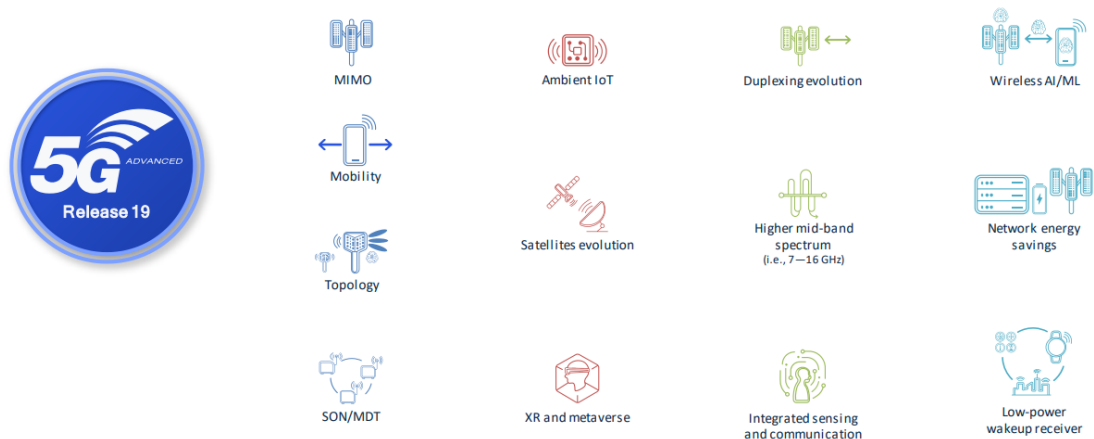 5G
ADVANCED
Release 19
MIMO
Mobility
Topology
SON/MDT
Ambient IoT
Satellites evolution
XR and metaverse
Duplexing evolution
Higher mid-band
spectrum
(i.e., 7—16 GHz)
Integrated sensing
and communication
Wireless AI/ML
Network energy
savings
Low-power
wakeup receiver